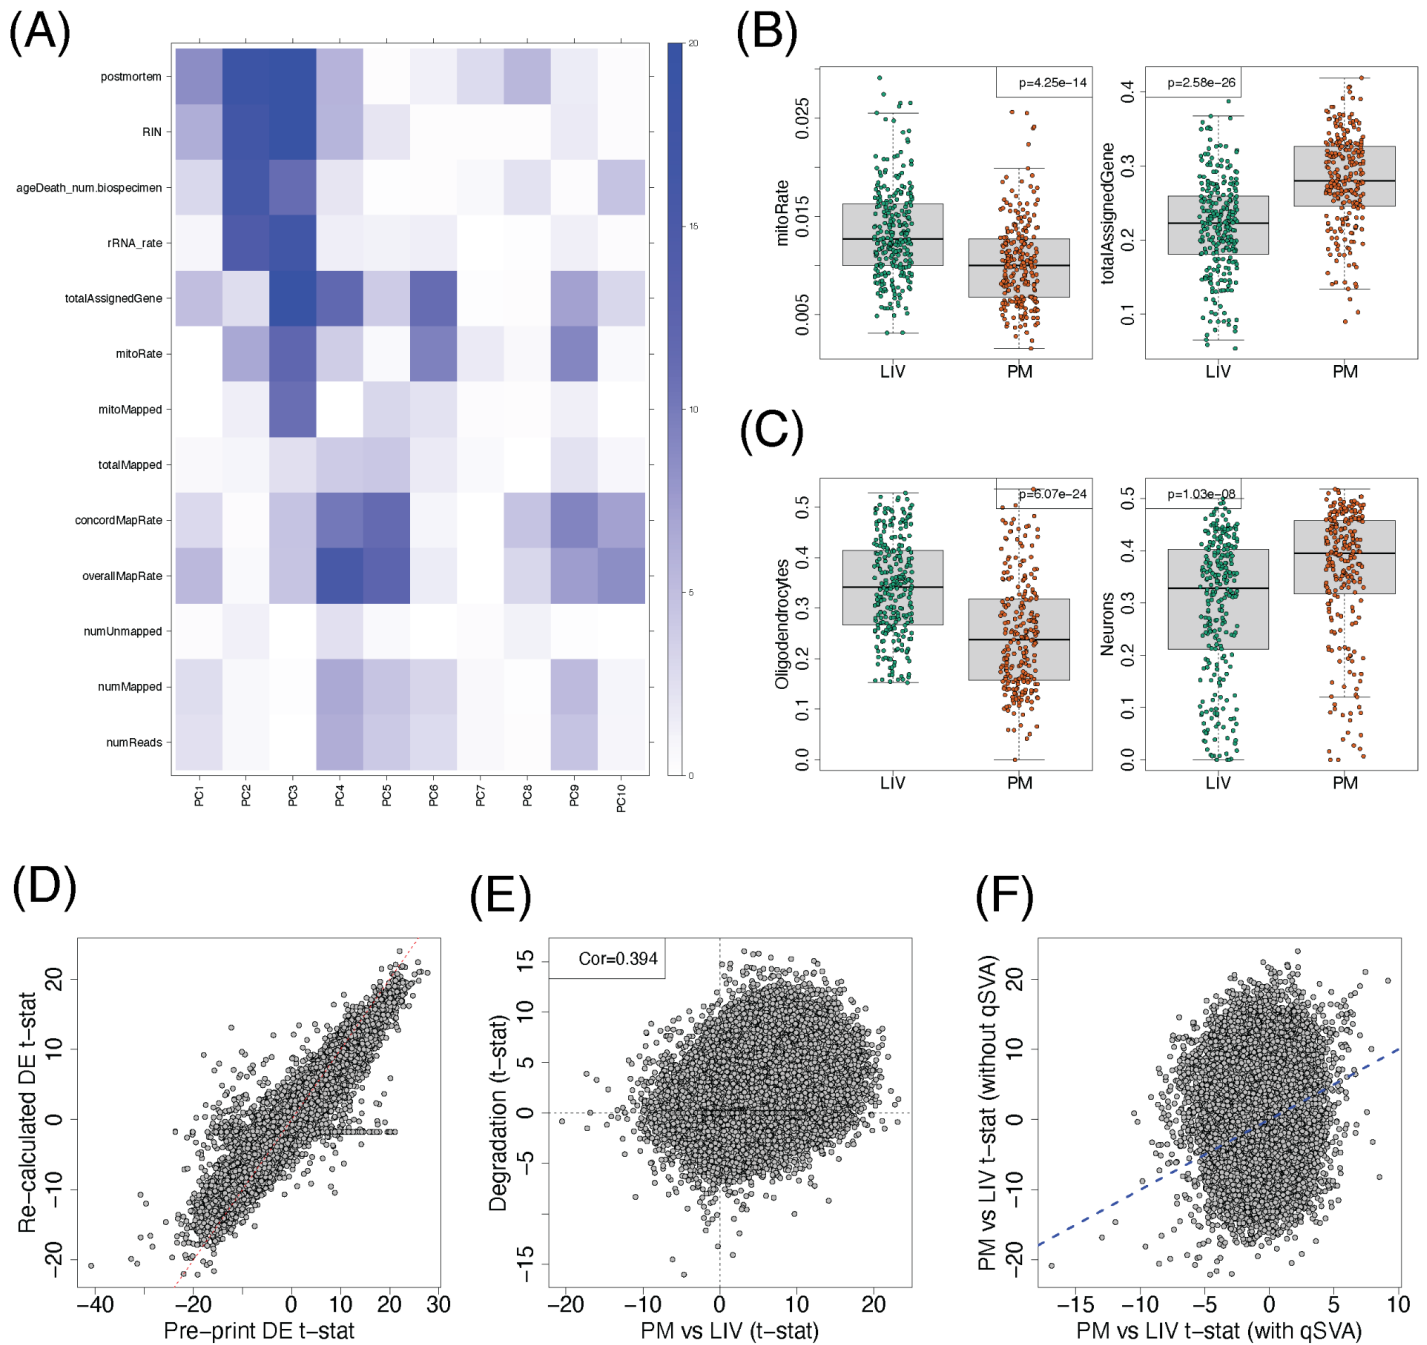 (A)
postmortem
RIN
ageDeath_num.biospecimen
rRNA_rate
totalAssignedGene
mitoRate
mitoMapped
totalMapped
concordMapRate
overallMapRate
numUnmapped
numMapped
numReads
PC1 PC2 PC3 PC4 PC5 PC6 PC7 PC8 PC9 PC10
20
15
10
5
0
(B)
p=4.25e−14
mitoRate
0.025
0.015
0.005
LIV PM
p=2.58e−26
totalAssignedGene
0.4
0.3
0.2
0.1
LIV PM
(C)
p=6.07e−24
Oligodendrocytes
0.5
0.4
0.3
0.2
0.1
0.0
LIV PM
p=1.03e−08
Neurons
0.5
0.4
0.3
0.2
0.1
0.0
LIV PM
(D)
Re−calculated DE t−stat
20
10
0
−10
−20
−40 −20 0 10 20 30
Pre−print DE t−stat
(E)
Cor=0.394
Degradation (t−stat)
15
10
5
0
−5
−15
−20 −10 0 10 20
PM vs LIV (t−stat)
(F)
PM vs LIV t−stat (without qSVA)
20
10
0
−10
−20
−15 −10 −5 0 5 10
PM vs LIV t−stat (with qSVA)